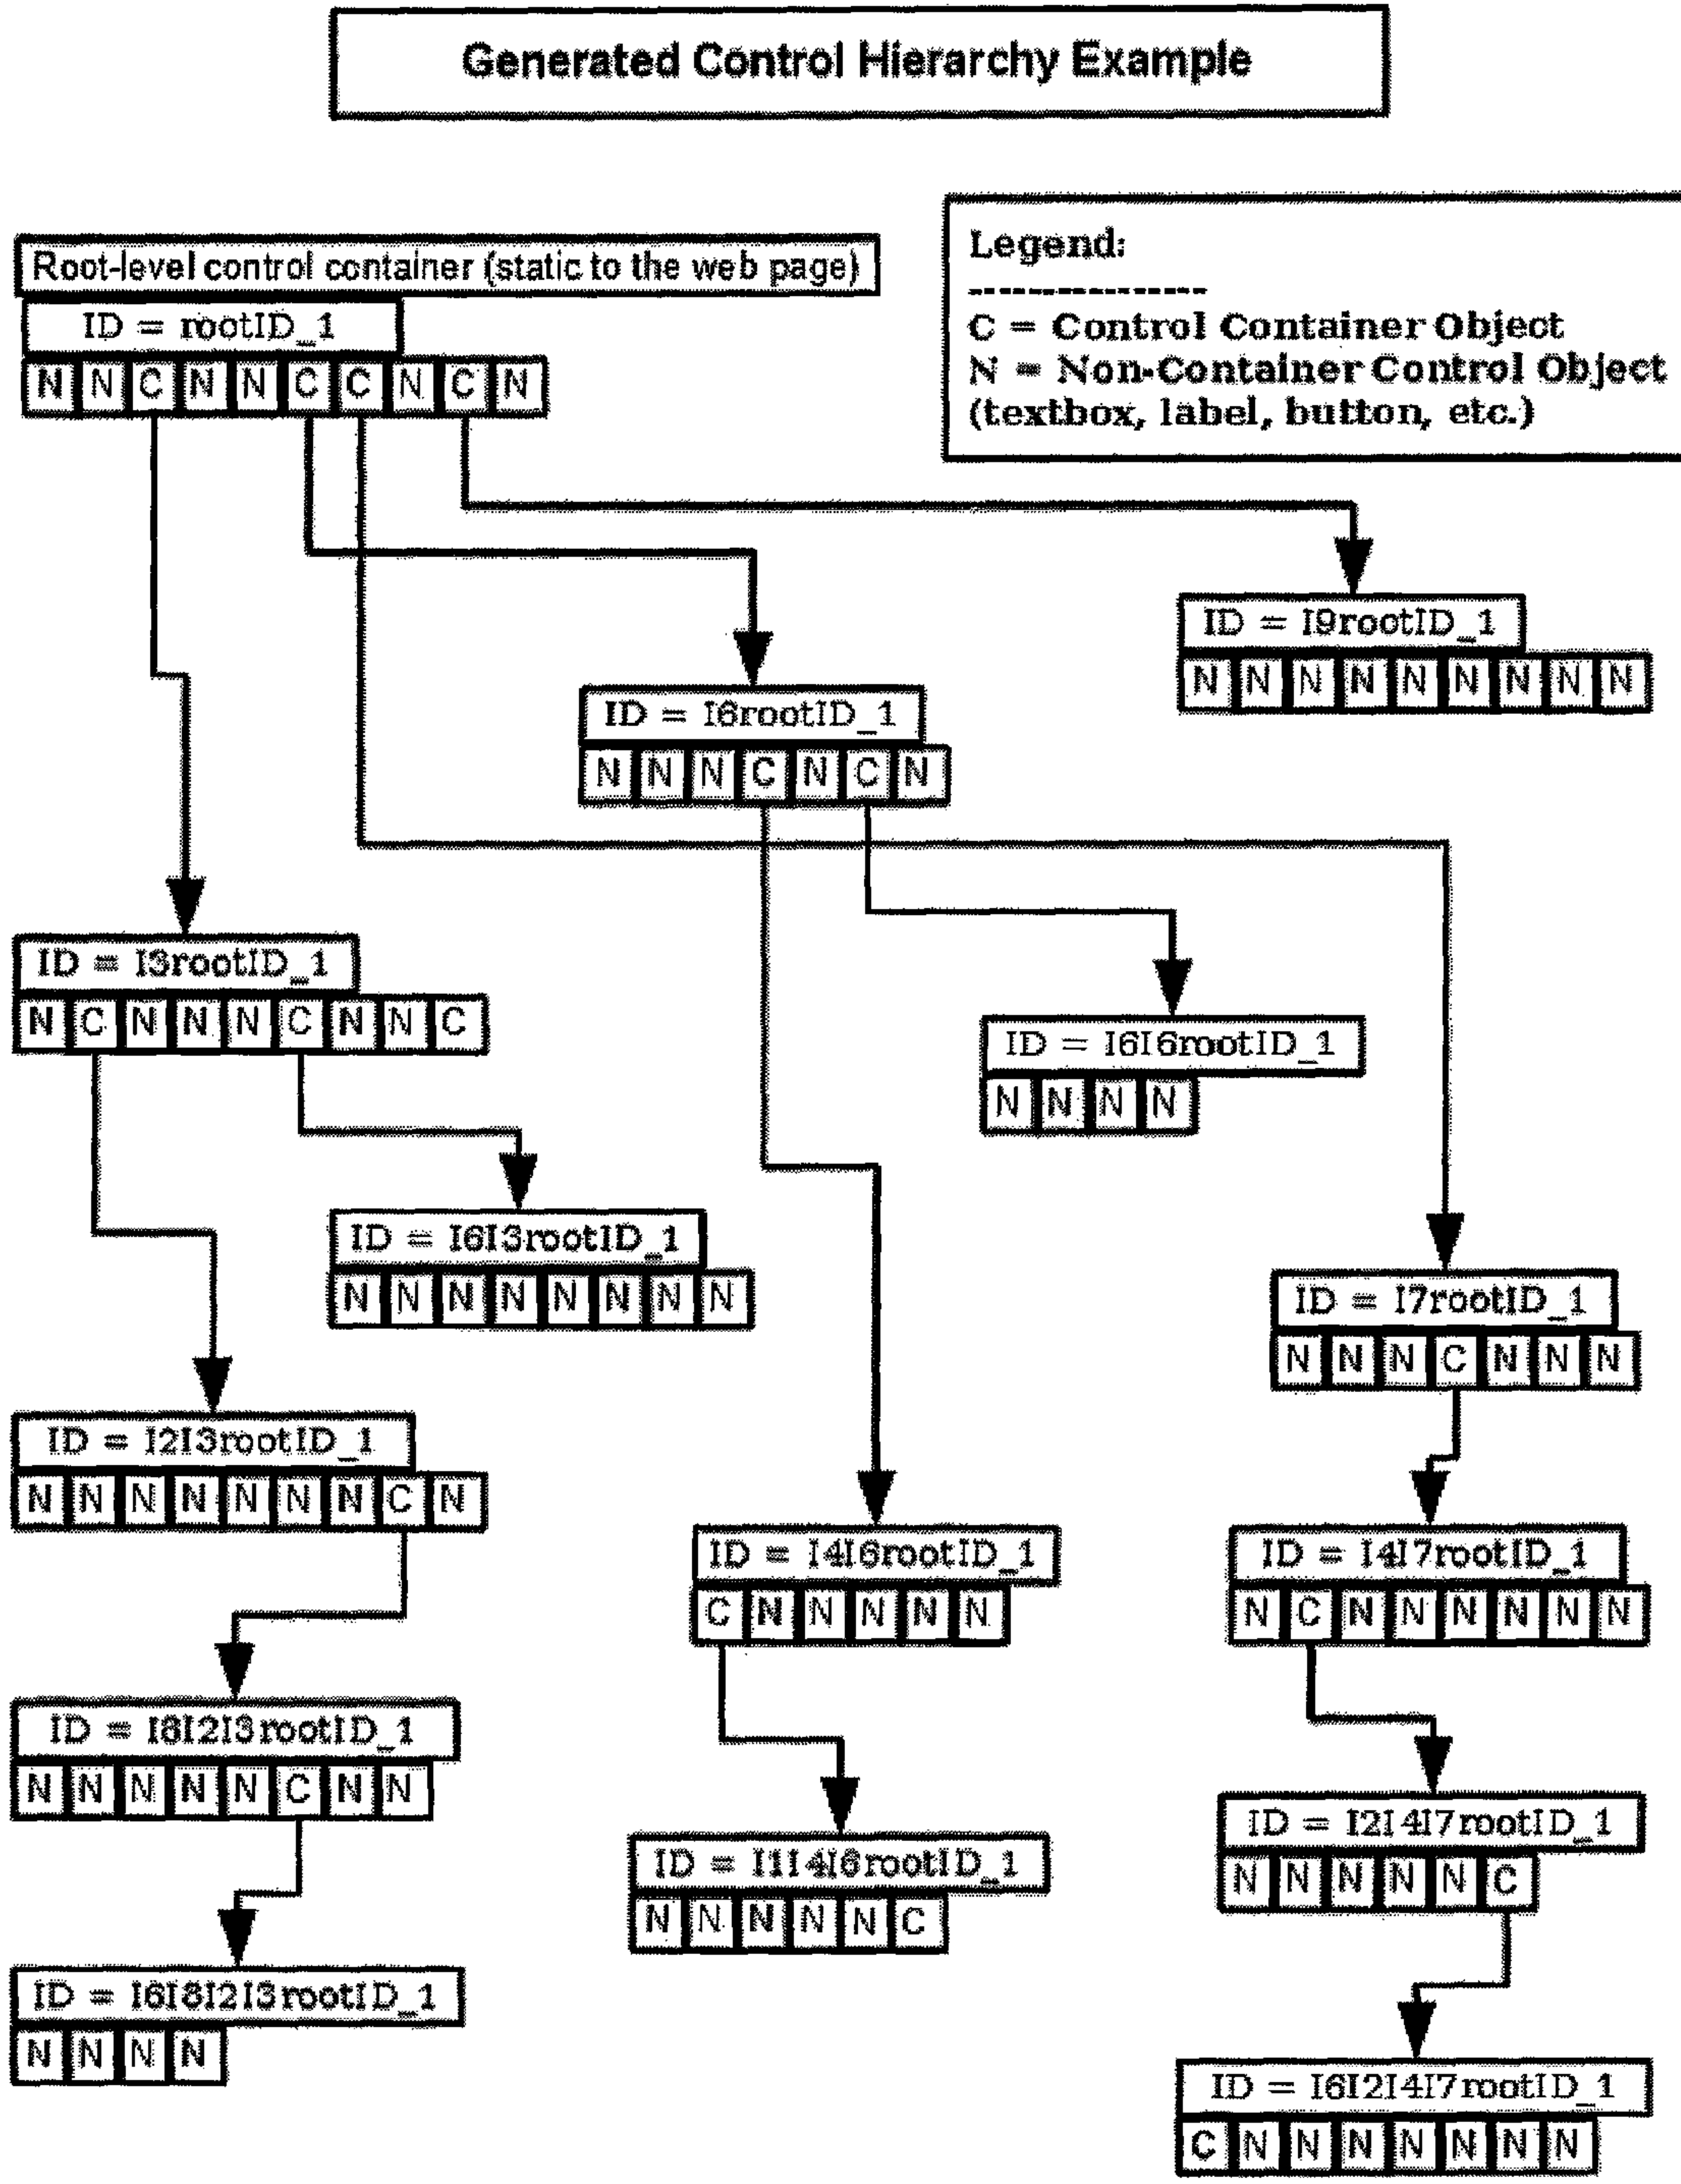 Generated Control Hierarchy Example
Root-level control container (static to the web page)
ID = rootID_1
N N C N N C C N C N
Legend:
----------------
C = Control Container Object
N = Non-Container Control Object
(textbox, label, button, etc.)
ID = I9rootID_1
N N N N N N N N N
ID = I6rootID_1
N N N C N C N
ID = I3rootID_1
N C N N N C N N C
ID = I6I6rootID_1
N N N N
ID = I6I3rootID_1
N N N N N N N N
ID = I7rootID_1
N N N C N N N
ID = I2I3rootID_1
N N N N N N N C N
ID = I4I6rootID_1
C N N N N N
ID = I4I7rootID_1
N C N N N N N N
ID = I8I2I3rootID_1
N N N N N C N N
ID = I1I4I6rootID_1
N N N N N C
ID = I2I4I7rootID_1
N N N N N C
ID = I6I8I2I3rootID_1
N N N N
ID = I6I2I4I7rootID_1
C N N N N N N N